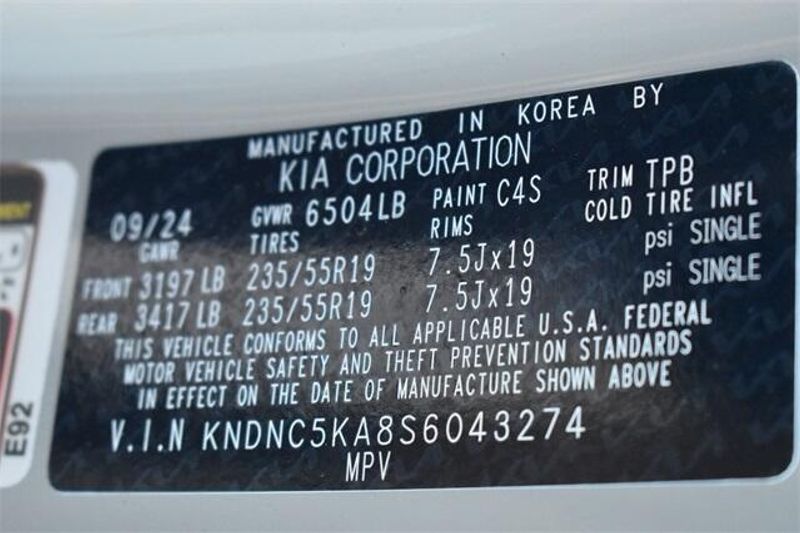 MANUFACTURED IN KOREA BY
KIA CORPORATION
09/24 GVWR 6504LB PAINT C4S TRIM TPB
GAWR TIRES RIMS COLD TIRE INFL
FRONT 3197 LB 235/55R19 7.5Jx19 psi SINGLE
REAR 3417 LB 235/55R19 7.5Jx19 psi SINGLE
THIS VEHICLE CONFORMS TO ALL APPLICABLE U.S.A. FEDERAL
MOTOR VEHICLE SAFETY AND THEFT PREVENTION STANDARDS
IN EFFECT ON THE DATE OF MANUFACTURE SHOWN ABOVE
V.I.N KNDNC5KA8S6043274
MPV
E92